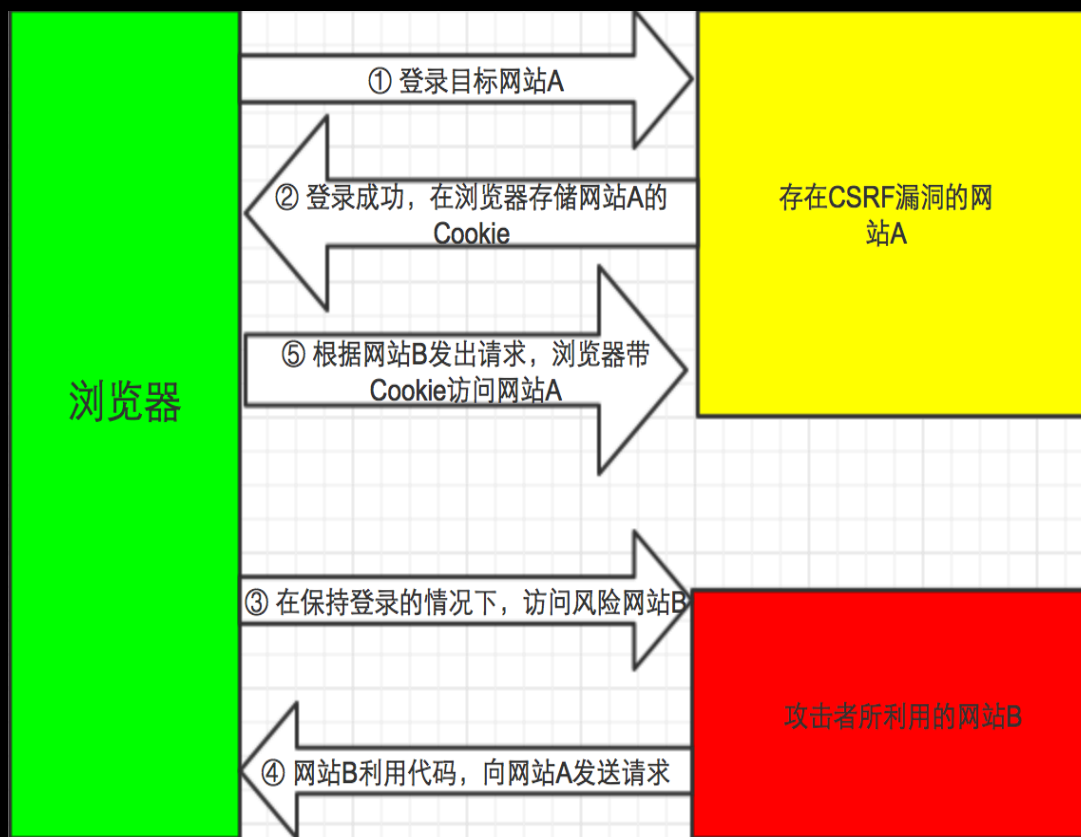 ① 登录目标网站A
② 登录成功，在浏览器存储网站A的
Cookie
存在CSRF漏洞的网
站A
⑤ 根据网站B发出请求，浏览器带
Cookie访问网站A
浏览器
③ 在保持登录的情况下，访问风险网站B
攻击者所利用的网站B
④ 网站B利用代码，向网站A发送请求